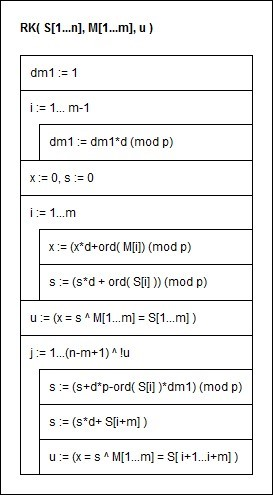 RK( S[1...n], M[1...m], u )
dm1 := 1
i := 1... m-1
dm1 := dm1*d (mod p)
x := 0, s := 0
i := 1...m
x := (x*d+ord( M[i]) (mod p)
s := (s*d + ord( S[i] )) (mod p)
u := (x = s ^ M[1...m] = S[1...m] )
j := 1...(n-m+1) ^ !u
s := (s+d*p-ord( S[i] )*dm1) (mod p)
s := (s*d+ S[i+m] )
u := (x = s ^ M[1...m] = S[ i+1...i+m] )